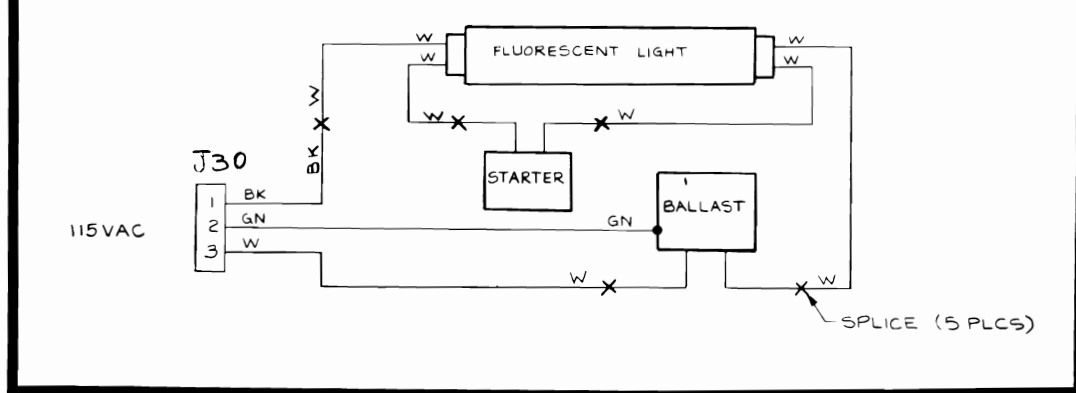 W
FLUORESCENT LIGHT
W
W
W
W
W
W
BK
J30
STARTER
BALLAST
1 BK
115VAC
2 GN
GN
3 W
W
W
SPLICE (5 PLCS)